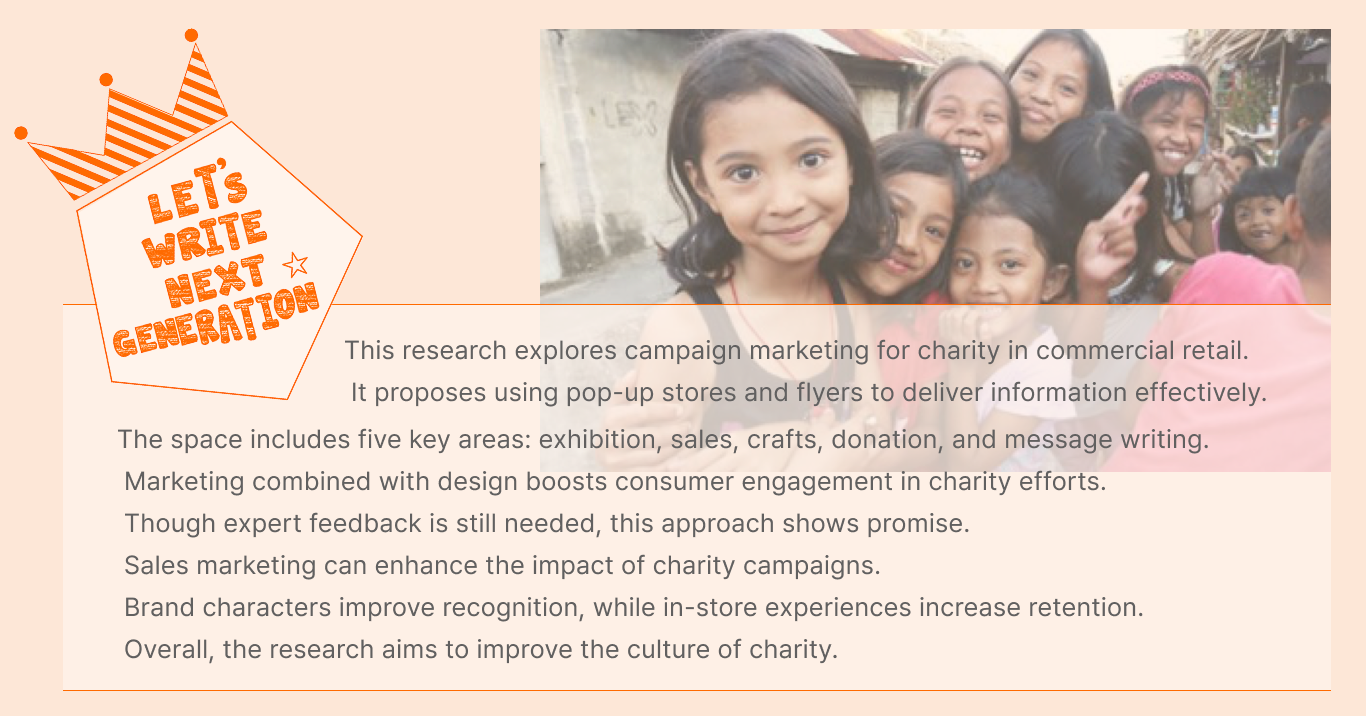 LET's
WRITE
NEXT
GENERATION
This research explores campaign marketing for charity in commercial retail.
It proposes using pop-up stores and flyers to deliver information effectively.
The space includes five key areas: exhibition, sales, crafts, donation, and message writing.
Marketing combined with design boosts consumer engagement in charity efforts.
Though expert feedback is still needed, this approach shows promise.
Sales marketing can enhance the impact of charity campaigns.
Brand characters improve recognition, while in-store experiences increase retention.
Overall, the research aims to improve the culture of charity.